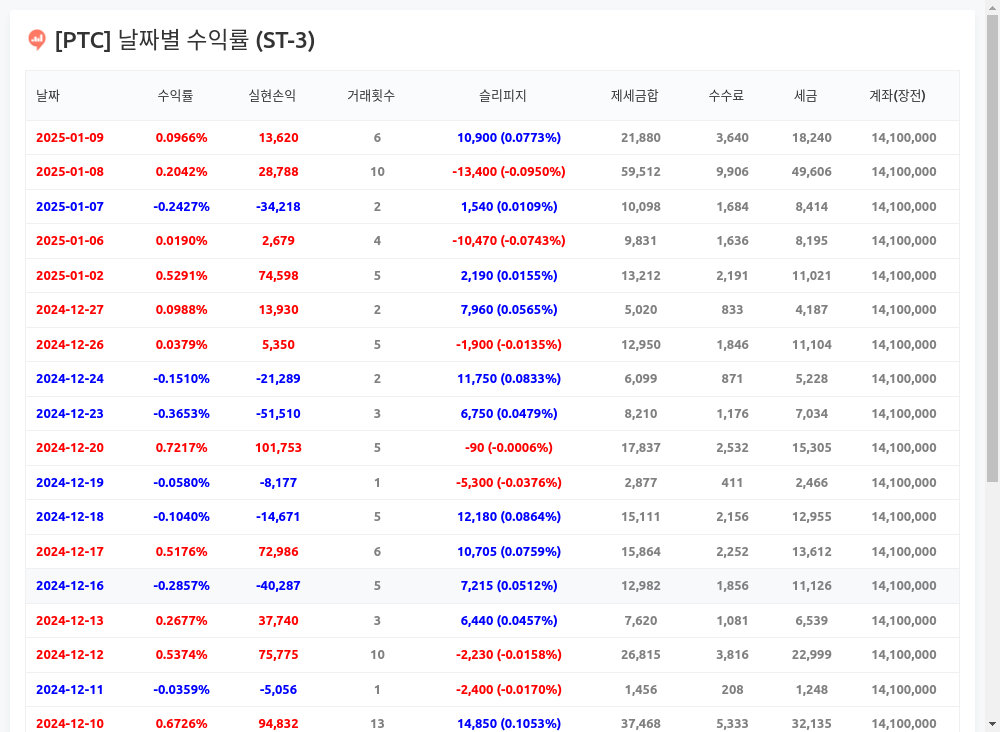 [PTC] 날짜별 수익률 (ST-3)
날짜 수익률 실현손익 거래횟수 슬리피지 제세금합 수수료 세금 계좌(장전)
2025-01-09 0.0966% 13,620 6 10,900 (0.0773%) 21,880 3,640 18,240 14,100,000
2025-01-08 0.2042% 28,788 10 -13,400 (-0.0950%) 59,512 9,906 49,606 14,100,000
2025-01-07 -0.2427% -34,218 2 1,540 (0.0109%) 10,098 1,684 8,414 14,100,000
2025-01-06 0.0190% 2,679 4 -10,470 (-0.0743%) 9,831 1,636 8,195 14,100,000
2025-01-02 0.5291% 74,598 5 2,190 (0.0155%) 13,212 2,191 11,021 14,100,000
2024-12-27 0.0988% 13,930 2 7,960 (0.0565%) 5,020 833 4,187 14,100,000
2024-12-26 0.0379% 5,350 5 -1,900 (-0.0135%) 12,950 1,846 11,104 14,100,000
2024-12-24 -0.1510% -21,289 2 11,750 (0.0833%) 6,099 871 5,228 14,100,000
2024-12-23 -0.3653% -51,510 3 6,750 (0.0479%) 8,210 1,176 7,034 14,100,000
2024-12-20 0.7217% 101,753 5 -90 (-0.0006%) 17,837 2,532 15,305 14,100,000
2024-12-19 -0.0580% -8,177 1 -5,300 (-0.0376%) 2,877 411 2,466 14,100,000
2024-12-18 -0.1040% -14,671 5 12,180 (0.0864%) 15,111 2,156 12,955 14,100,000
2024-12-17 0.5176% 72,986 6 10,705 (0.0759%) 15,864 2,252 13,612 14,100,000
2024-12-16 -0.2857% -40,287 5 7,215 (0.0512%) 12,982 1,856 11,126 14,100,000
2024-12-13 0.2677% 37,740 3 6,440 (0.0457%) 7,620 1,081 6,539 14,100,000
2024-12-12 0.5374% 75,775 10 -2,230 (-0.0158%) 26,815 3,816 22,999 14,100,000
2024-12-11 -0.0359% -5,056 1 -2,400 (-0.0170%) 1,456 208 1,248 14,100,000
2024-12-10 0.6726% 94,832 13 14,850 (0.1053%) 37,468 5,333 32,135 14,100,000